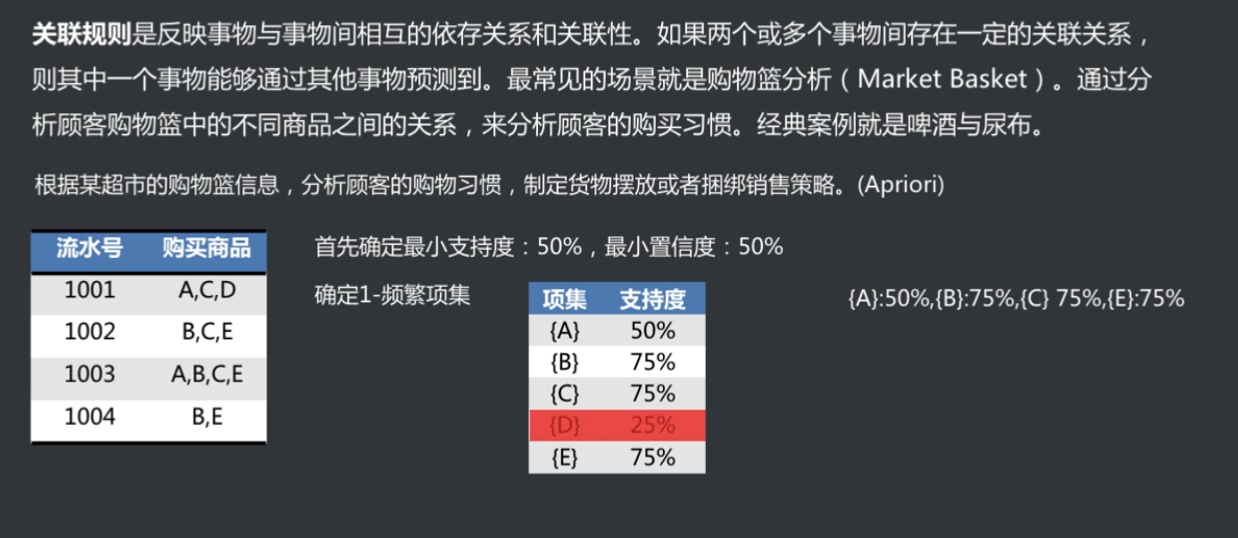 关联规则是反映事物与事物间相互的依存关系和关联性。如果两个或多个事物间存在一定的关联关系，
则其中一个事物能够通过其他事物预测到。最常见的场景就是购物篮分析（Market Basket）。通过分
析顾客购物篮中的不同商品之间的关系，来分析顾客的购买习惯。经典案例就是啤酒与尿布。
根据某超市的购物篮信息，分析顾客的购物习惯，制定货物摆放或者捆绑销售策略。(Apriori)
流水号 购买商品
1001 A,C,D
1002 B,C,E
1003 A,B,C,E
1004 B,E
首先确定最小支持度：50%，最小置信度：50%
确定1-频繁项集
项集 支持度
{A} 50%
{B} 75%
{C} 75%
{D} 25%
{E} 75%
{A}:50%,{B}:75%,{C} 75%,{E}:75%